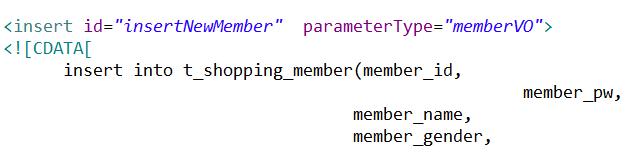 <insert id="insertNewMember"  parameterType="memberVO">
<![CDATA[
insert into t_shopping_member(member_id,
member_pw,
member_name,
member_gender,